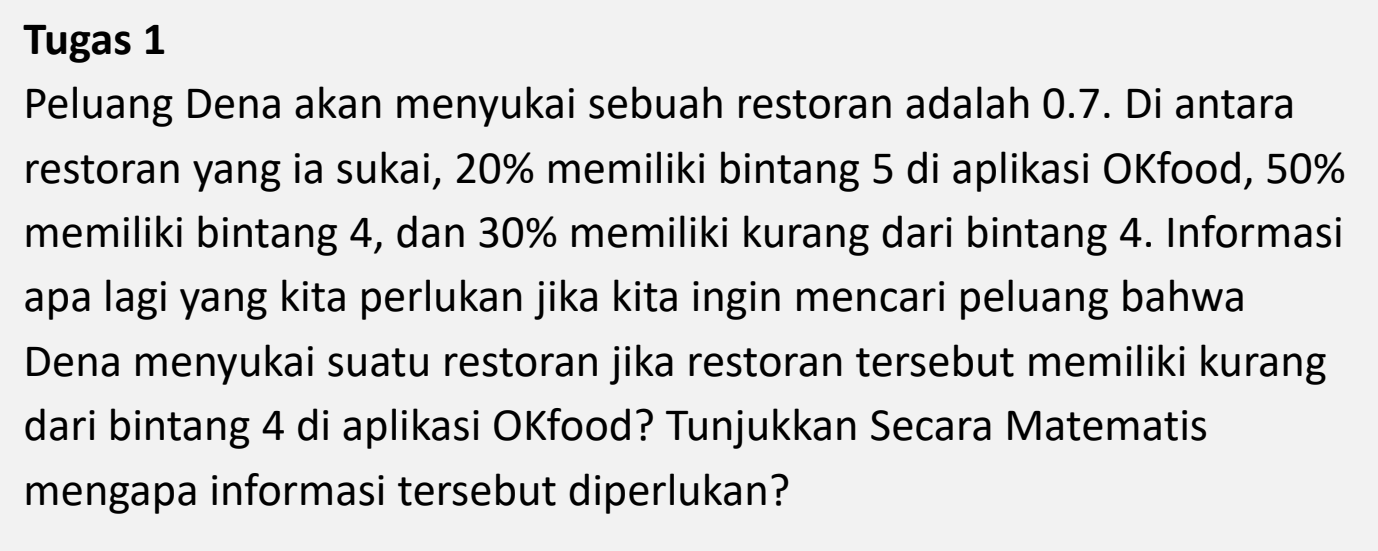 Tugas 1
Peluang Dena akan menyukai sebuah restoran adalah 0.7. Di antara
restoran yang ia sukai, 20% memiliki bintang 5 di aplikasi OKfood, 50%
memiliki bintang 4, dan 30% memiliki kurang dari bintang 4. Informasi
apa lagi yang kita perlukan jika kita ingin mencari peluang bahwa
Dena menyukai suatu restoran jika restoran tersebut memiliki kurang
dari bintang 4 di aplikasi OKfood? Tunjukkan Secara Matematis
mengapa informasi tersebut diperlukan?